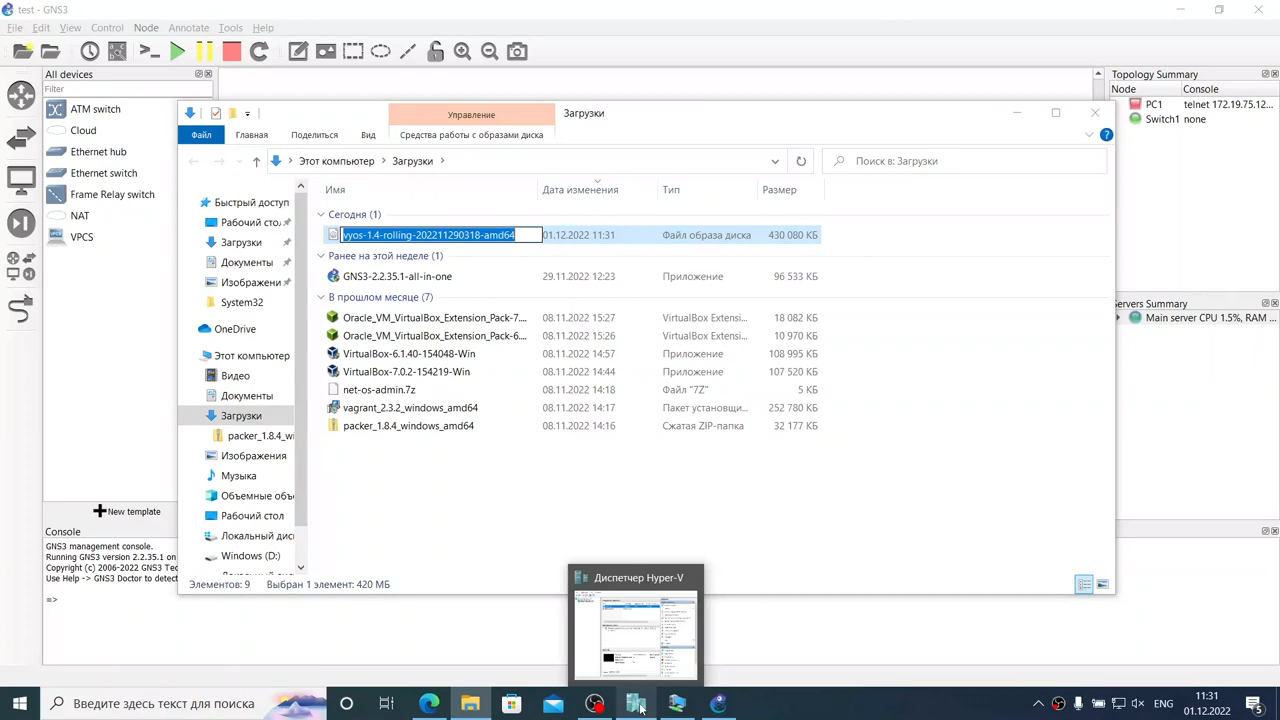 test - GNS3
File Edit View Control Node Annotate Tools Help
All devices
Filter
ATM switch
Cloud
Ethernet hub
Ethernet switch
Frame Relay switch
NAT
VPCS
New template
Console
GNS3 management console.
Running GNS3 version 2.2.35.1 on
Copyright (c) 2006-2022 GNS3 Tec
Use Help -> GNS3 Doctor to detect
=>
Topology Summary
Node Console
PC1 telnet 172.19.75.12...
Switch1 none
Servers Summary
Main server CPU 1.5%, RAM ...
Управление
Загрузки
Файл Главная Поделиться Вид Средства работы с образами диска
Этот компьютер Загрузки
Поиск в: Загрузки
Быстрый доступ
Рабочий сто.
Загрузки
Документы
Изображени
System32
OneDrive
Этот компьютер
Видео
Документы
Загрузки
packer_1.8.4_wi
Изображения
Музыка
Объемные объ
Рабочий стол
Локальный дис
Windows (D:)
Имя Дата изменения Тип Размер
Сегодня (1)
vyos-1.4-rolling-202211290318-amd64 01.12.2022 11:31 Файл образа диска 430 080 КБ
Ранее на этой неделе (1)
GNS3-2.2.35.1-all-in-one 29.11.2022 12:23 Приложение 96 533 КБ
В прошлом месяце (7)
Oracle_VM_VirtualBox_Extension_Pack-7.... 08.11.2022 15:27 VirtualBox Extensi... 18 082 КБ
Oracle_VM_VirtualBox_Extension_Pack-6.... 08.11.2022 15:26 VirtualBox Extensi... 10 970 КБ
VirtualBox-6.1.40-154048-Win 08.11.2022 14:57 Приложение 108 995 КБ
VirtualBox-7.0.2-154219-Win 08.11.2022 14:44 Приложение 107 520 КБ
net-os-admin.7z 08.11.2022 14:18 Файл "7Z" 5 КБ
vagrant_2.3.2_windows_amd64 08.11.2022 14:17 Пакет установщи... 252 780 КБ
packer_1.8.4_windows_amd64 08.11.2022 14:16 Сжатая ZIP-папка 32 177 КБ
Элементов: 9 Выбран 1 элемент: 420 МБ
Диспетчер Hyper-V
Чтобы начать поиск, введите здесь запрос